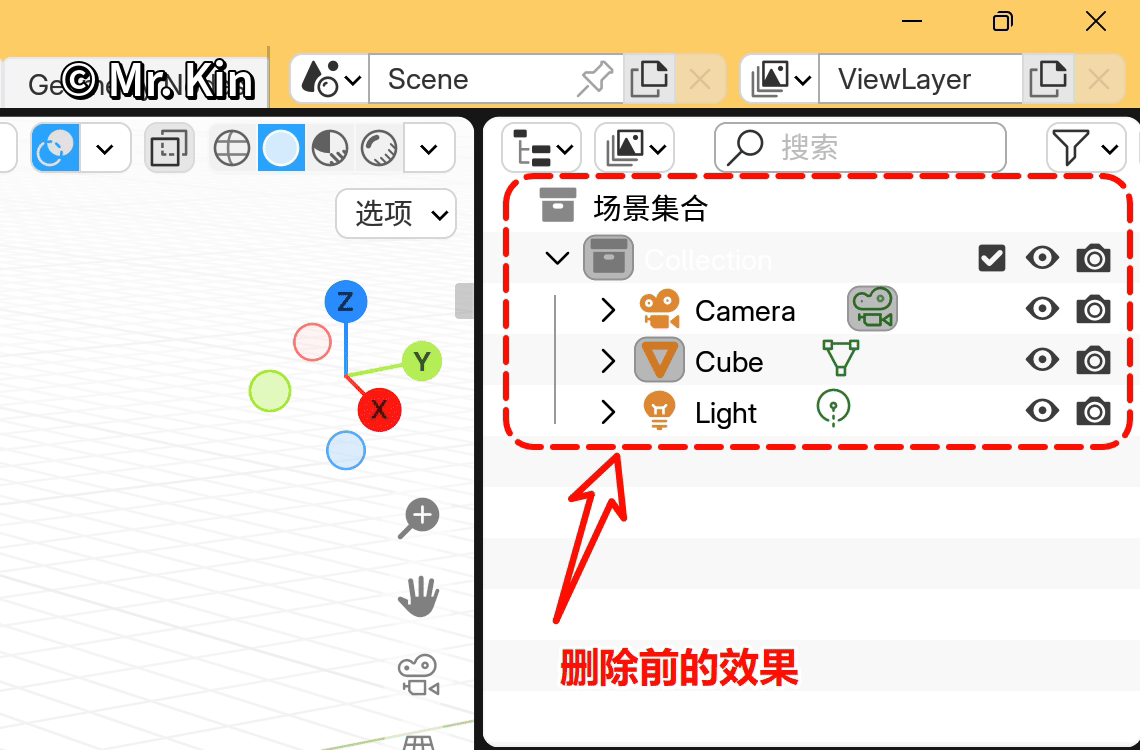 © Mr. Kin
Scene
ViewLayer
搜索
选项
场景集合
Collection
Camera
Cube
Light
Z
Y
X
删除前的效果